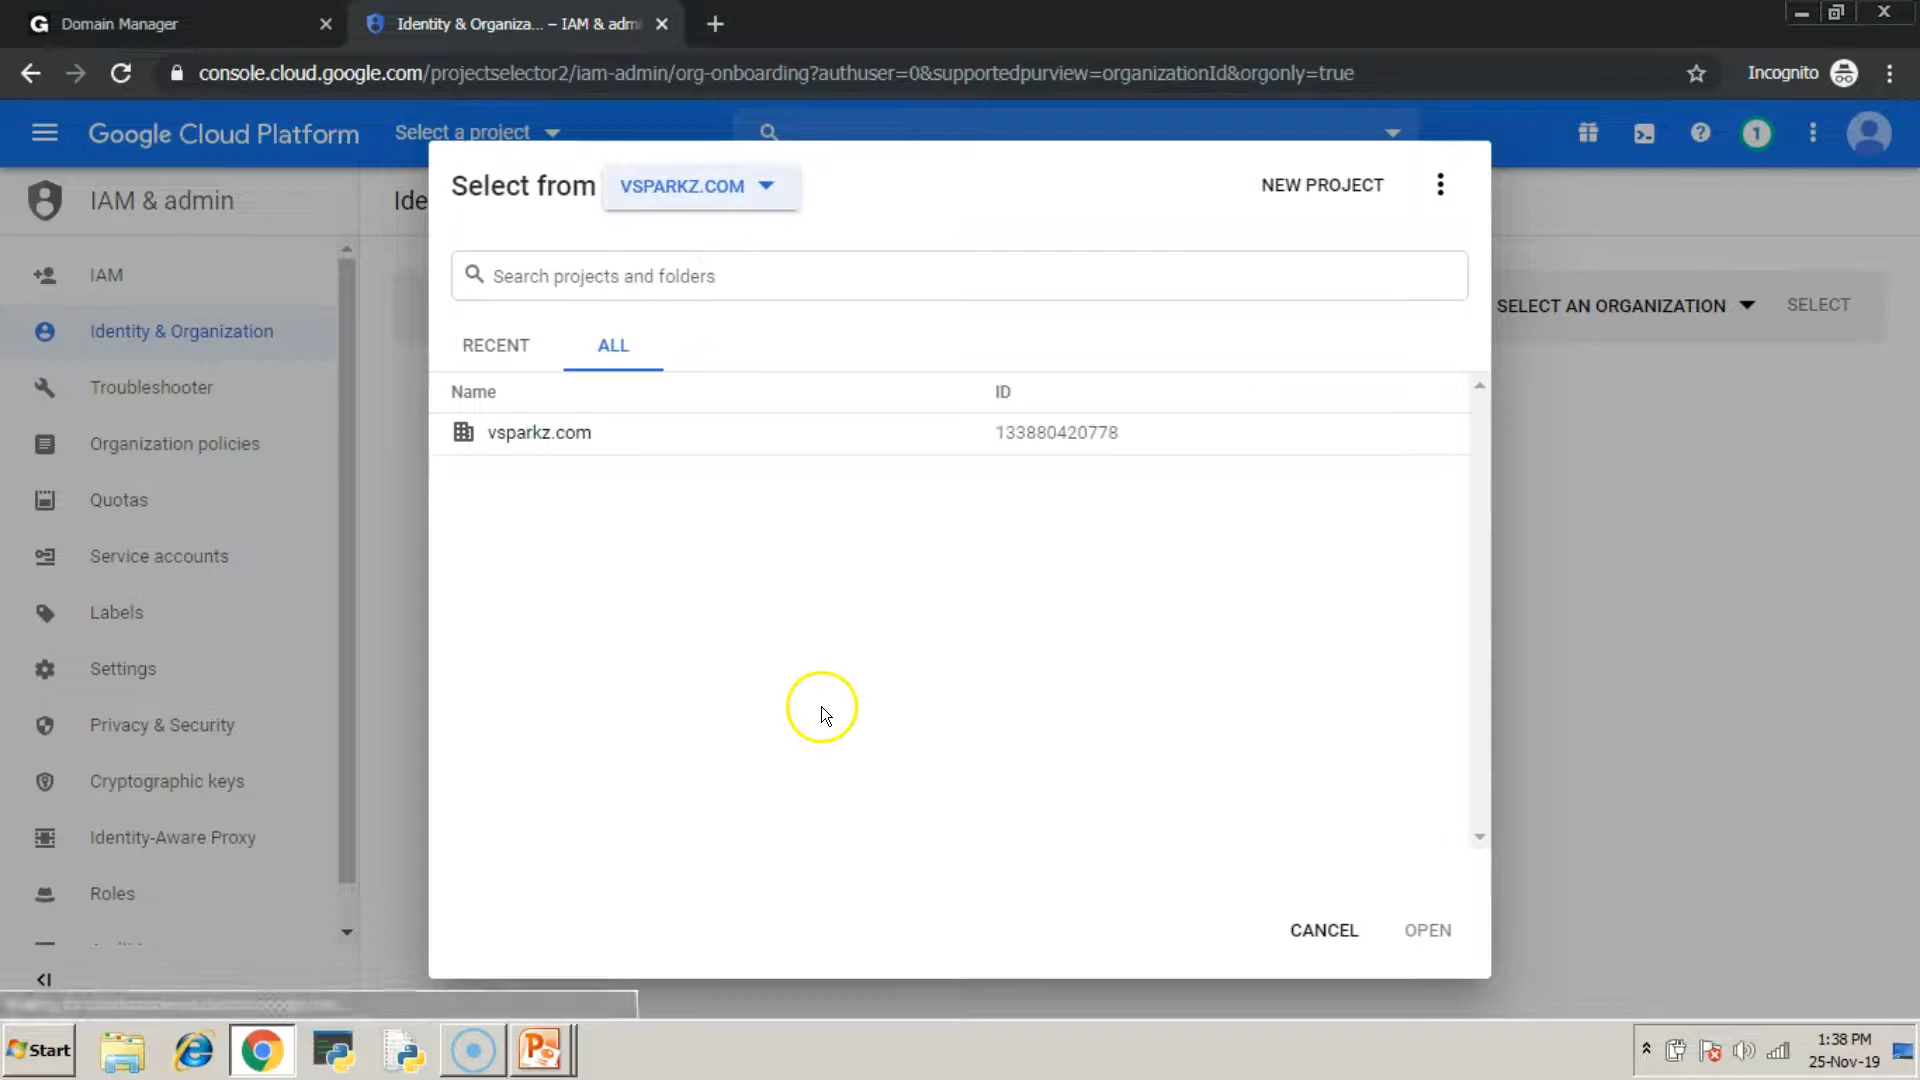 G Domain Manager
Identity & Organiza... – IAM & adm
console.cloud.google.com/projectselector2/iam-admin/org-onboarding?authuser=0&supportedpurview=organizationId&orgonly=true
Incognito
Google Cloud Platform
Select a project
1
IAM & admin
Ide
Select from
VSPARKZ.COM
NEW PROJECT
Search projects and folders
RECENT
ALL
Name
ID
vsparkz.com
133880420778
SELECT AN ORGANIZATION
SELECT
IAM
Identity & Organization
Troubleshooter
Organization policies
Quotas
Service accounts
Labels
Settings
Privacy & Security
Cryptographic keys
Identity-Aware Proxy
Roles
CANCEL
OPEN
Start
1:38 PM
25-Nov-19